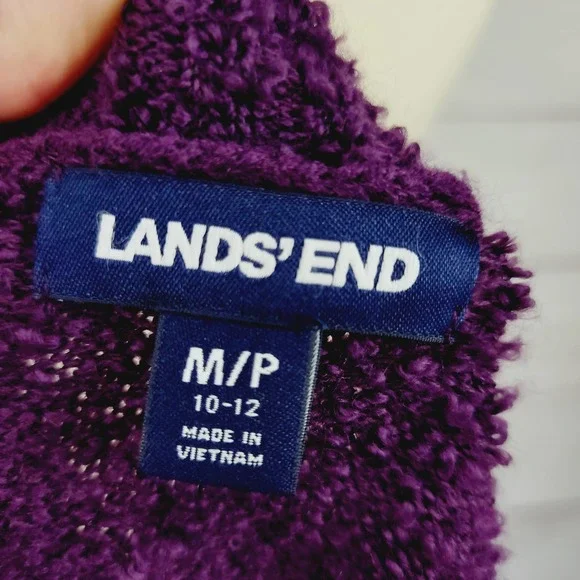 LANDS' END
M/P
10-12
MADE IN
VIETNAM